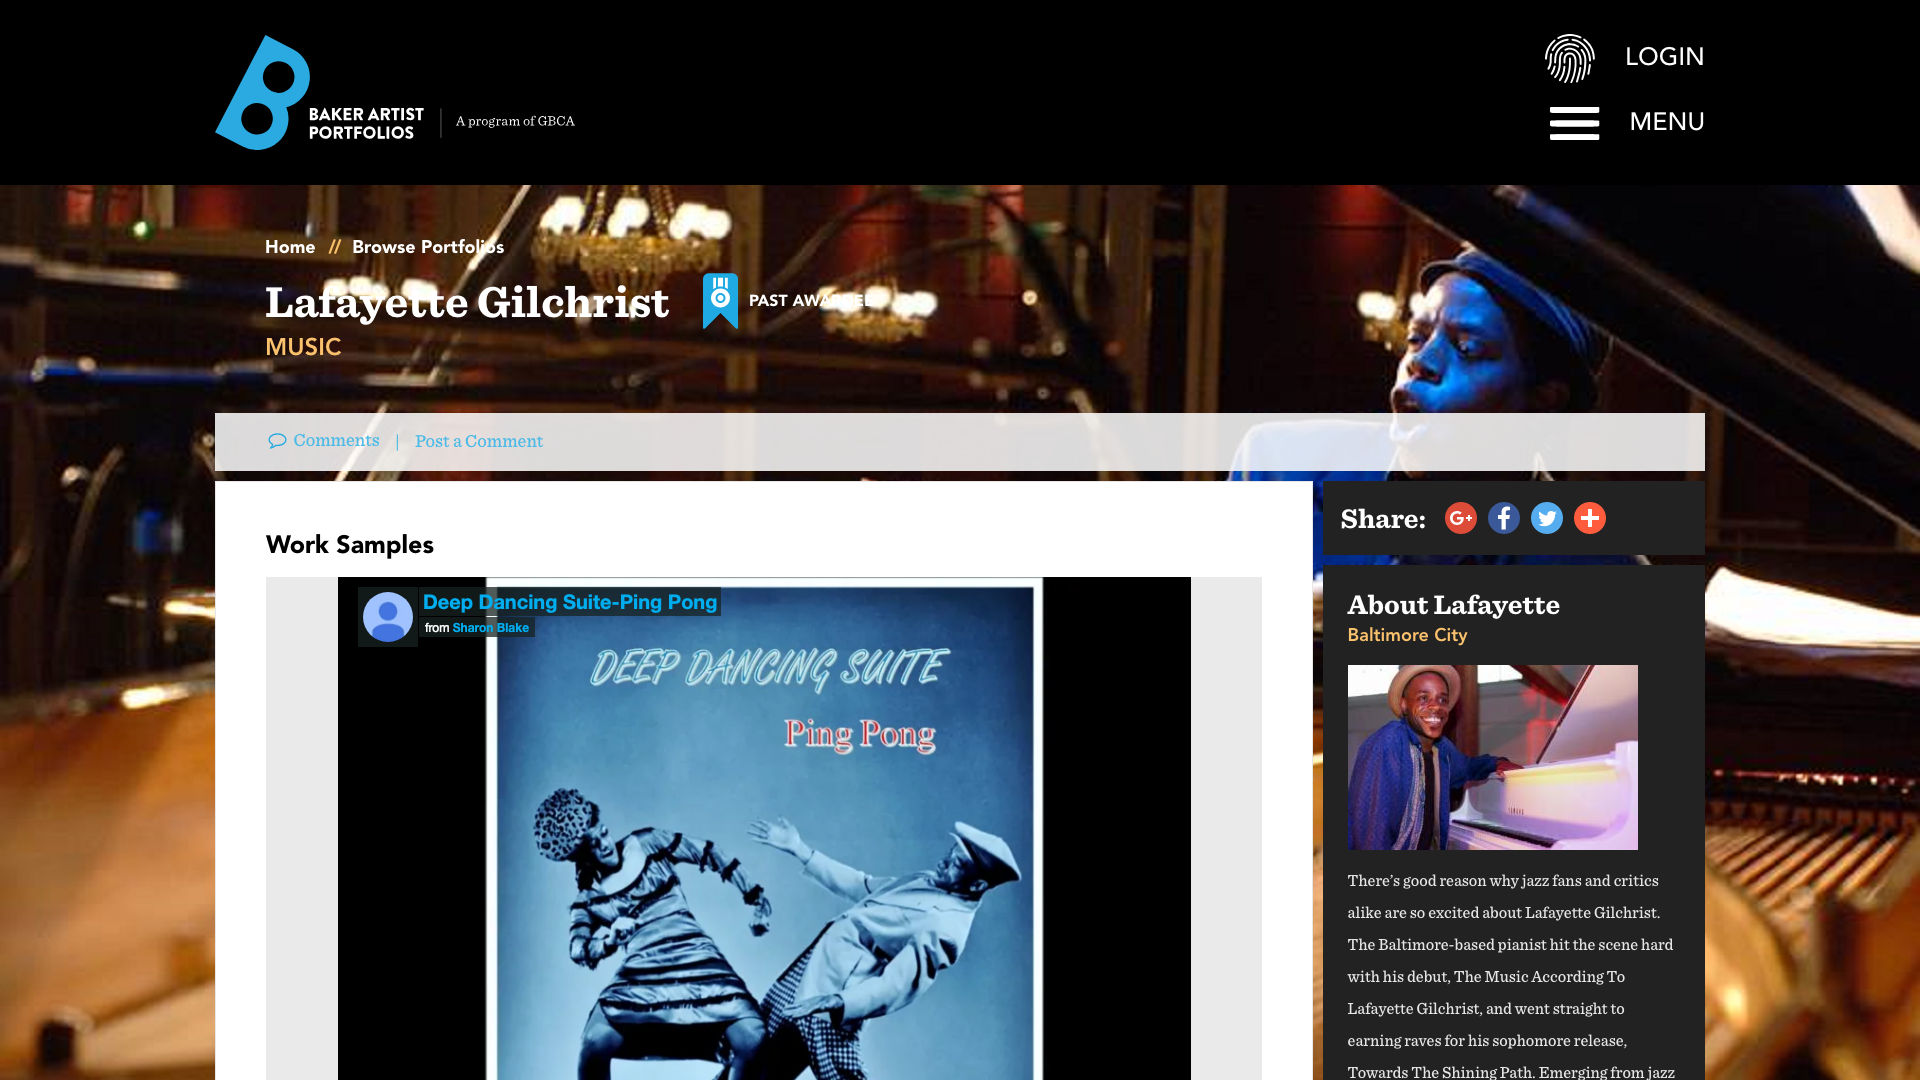 LOGIN
BAKER ARTIST
PORTFOLIOS
A program of GBCA
MENU
Home // Browse Portfolios
Lafayette Gilchrist
PAST AWARDEE
MUSIC
Comments | Post a Comment
Work Samples
Deep Dancing Suite-Ping Pong
from Sharon Blake
DEEP DANCING SUITE
Ping Pong
Share:
About Lafayette
Baltimore City
YAMAHA
There's good reason why jazz fans and critics
alike are so excited about Lafayette Gilchrist.
The Baltimore-based pianist hit the scene hard
with his debut, The Music According To
Lafayette Gilchrist, and went straight to
earning raves for his sophomore release,
Towards The Shining Path. Emerging from jazz